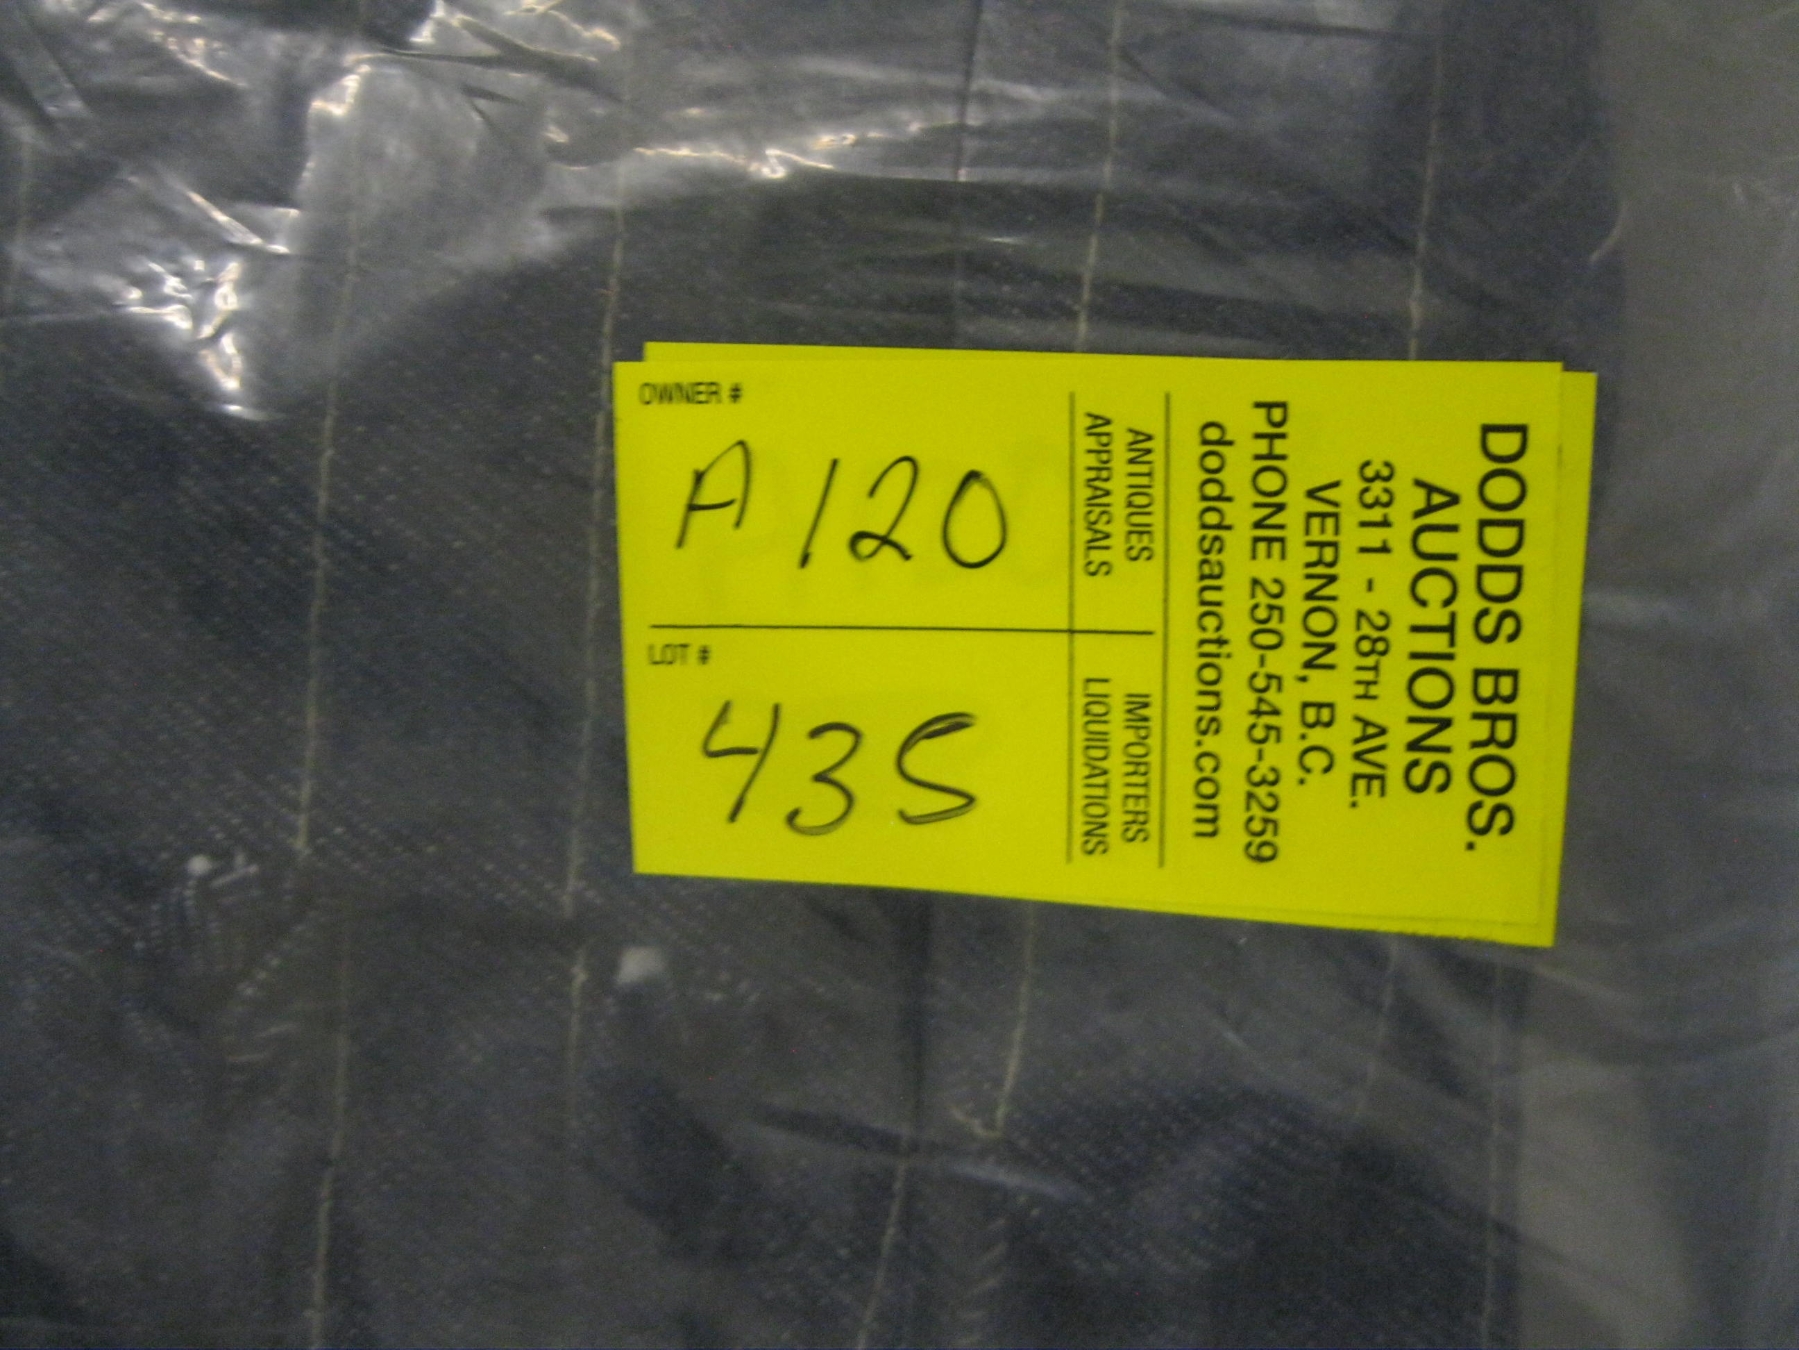 DODDS BROS.
AUCTIONS
3311 - 28TH AVE.
VERNON, B.C.
PHONE 250-545-3259
doddsauctions.com
ANTIQUES
APPRAISALS
IMPORTERS
LIQUIDATIONS
OWNER #
A120
LOT #
435